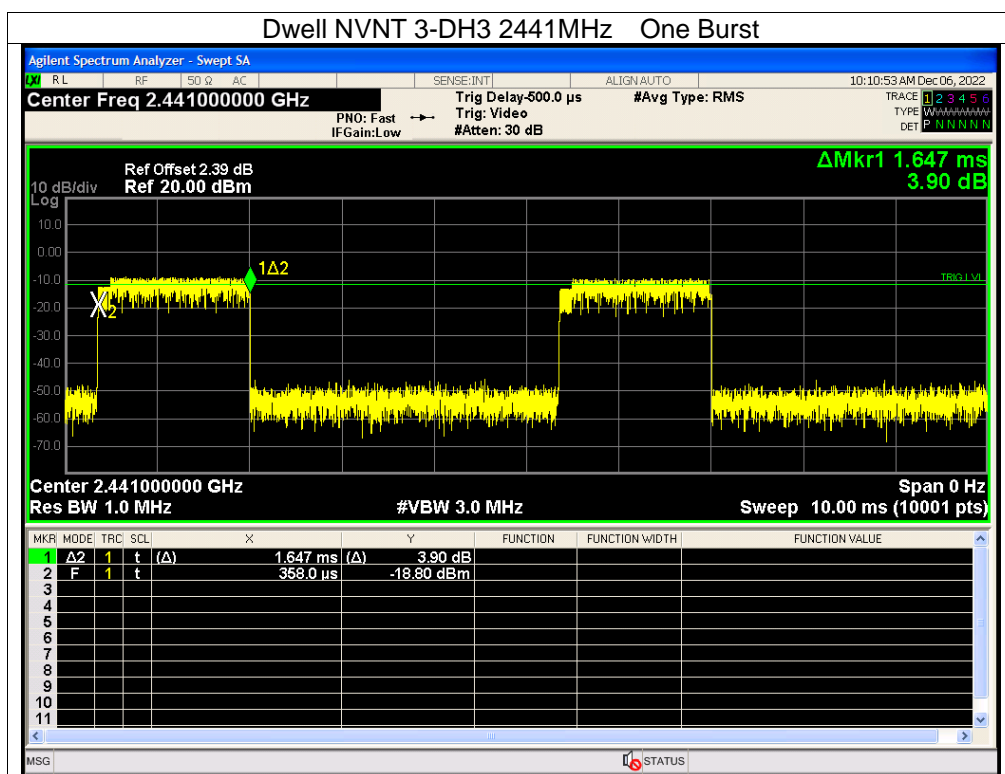 Dwell NVNT 3-DH3 2441MHz One Burst
Agilent Spectrum Analyzer - Swept SA
LXI RL RF 50 Ω AC SENSE:INT ALIGN AUTO 10:10:53 AM Dec 06, 2022
Center Freq 2.441000000 GHz Trig Delay-500.0 µs #Avg Type: RMS TRACE 1 2 3 4 5 6
PNO: Fast Trig: Video TYPE WWWWWW
IFGain:Low #Atten: 30 dB DET P N N N N N
ΔMkr1 1.647 ms
3.90 dB
Ref Offset 2.39 dB
10 dB/div Ref 20.00 dBm
Log
10.0
0.00
1Δ2
-10.0 TRIG LVL
-20.0 X2
-30.0
-40.0
-50.0
-60.0
-70.0
Center 2.441000000 GHz Span 0 Hz
Res BW 1.0 MHz #VBW 3.0 MHz Sweep 10.00 ms (10001 pts)
MKR MODE TRC SCL X Y FUNCTION FUNCTION WIDTH FUNCTION VALUE
1 Δ2 1 t (Δ) 1.647 ms (Δ) 3.90 dB
2 F 1 t 358.0 µs -18.80 dBm
3
4
5
6
7
8
9
10
11
MSG STATUS